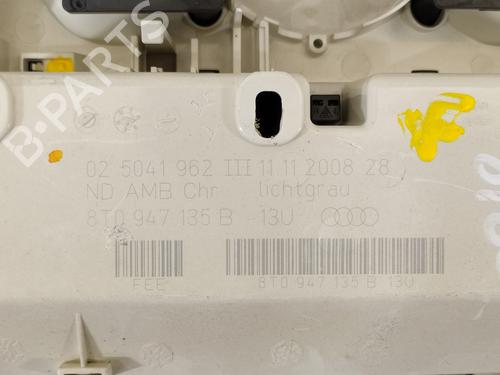 B-PARTS
02 5041 962 III 11 11 2008 28
ND AMB Chr lichtgrau
8T0 947 135 B 13U
FEE
8T0 947 135 B 13U